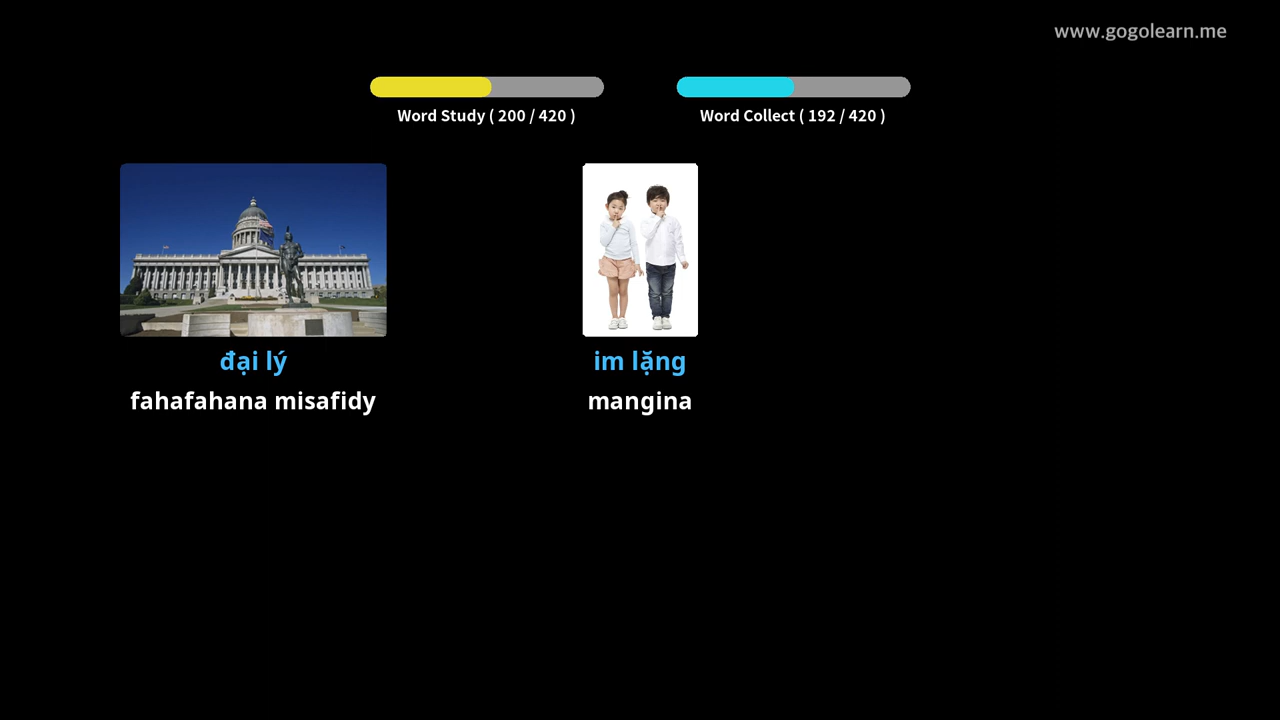 www.gogolearn.me
Word Study ( 200 / 420 )
Word Collect ( 192 / 420 )
đại lý
im lặng
fahafahana misafidy
mangina